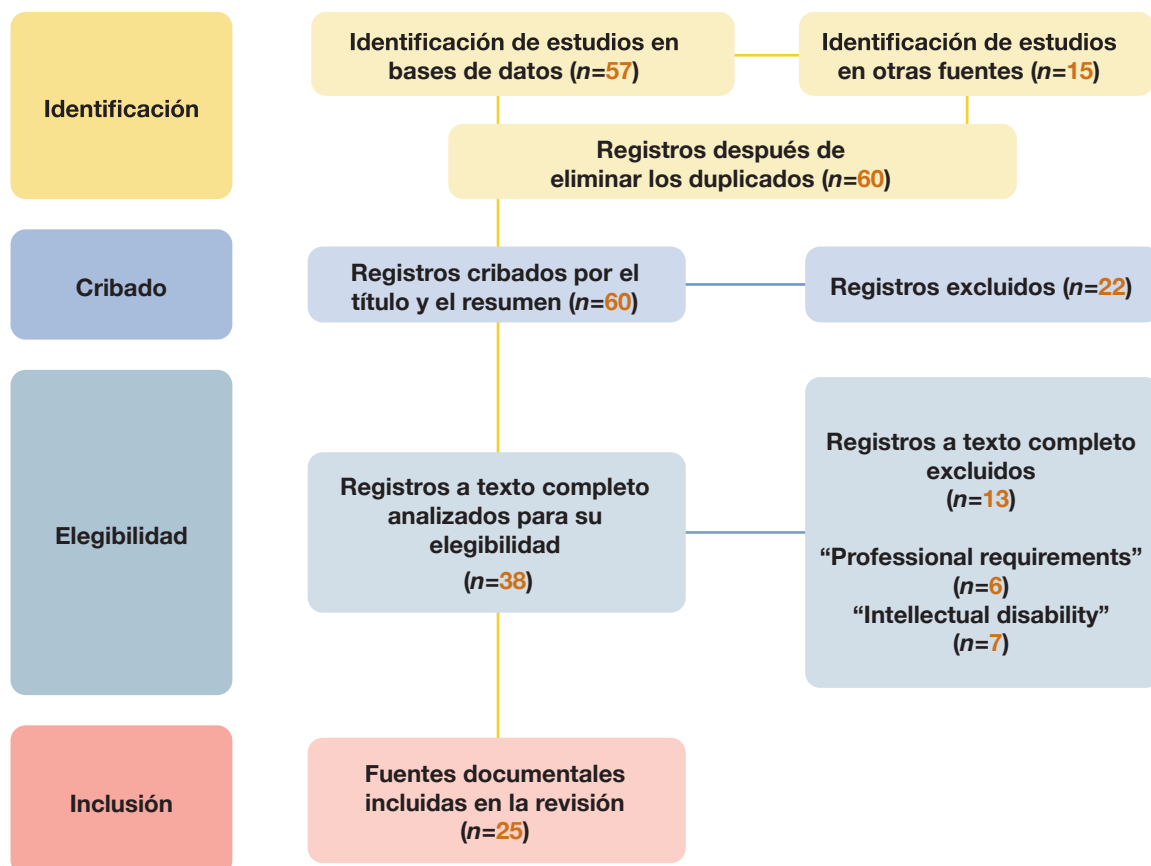 Identificación
Identificación de estudios en
bases de datos (n=57)
Identificación de estudios
en otras fuentes (n=15)
Registros después de
eliminar los duplicados (n=60)
Cribado
Registros cribados por el
título y el resumen (n=60)
Registros excluidos (n=22)
Elegibilidad
Registros a texto completo
analizados para su
elegibilidad
(n=38)
Registros a texto completo
excluidos
(n=13)
“Professional requirements”
(n=6)
“Intellectual disability”
(n=7)
Inclusión
Fuentes documentales
incluidas en la revisión
(n=25)